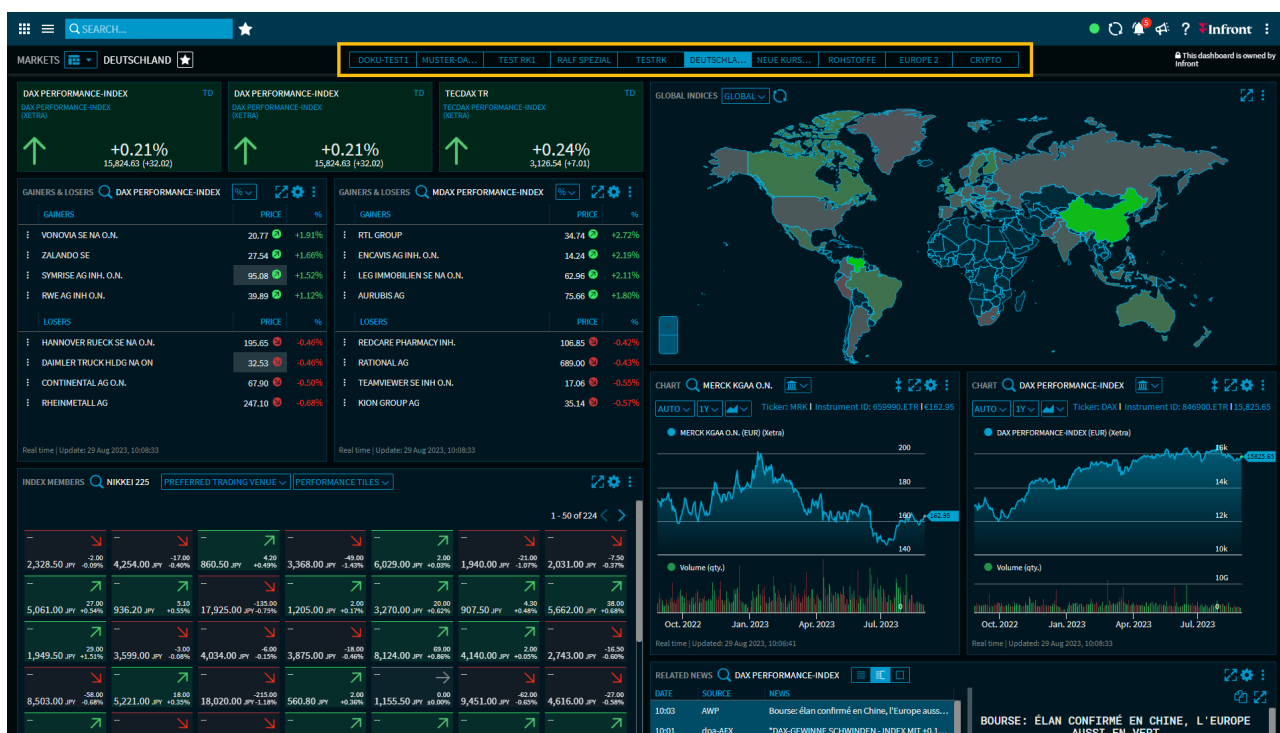 SEARCH...
5
? Infront
MARKETS DEUTSCHLAND
DOKU-TEST1 MUSTER-DA... TEST RK1 RALF SPEZIAL TESTRK DEUTSCHLA... NEUE KURS... ROHSTOFFE EUROPE 2 CRYPTO
This dashboard is owned by
Infront
DAX PERFORMANCE-INDEX TD
DAX PERFORMANCE-INDEX
(XETRA)
+0.21%
15,824.63 (+32.02)
DAX PERFORMANCE-INDEX TD
DAX PERFORMANCE-INDEX
(XETRA)
+0.21%
15,824.63 (+32.02)
TECDAX TR TD
TECDAX PERFORMANCE-INDEX
(XETRA)
+0.24%
3,126.54 (+7.01)
GLOBAL INDICES GLOBAL
GAINERS & LOSERS DAX PERFORMANCE-INDEX %
GAINERS PRICE %
VONOVIA SE NA O.N. 20.77 +1.91%
ZALANDO SE 27.54 +1.66%
SYMRISE AG INH. O.N. 95.08 +1.52%
RWE AG INH O.N. 39.89 +1.12%
LOSERS PRICE %
HANNOVER RUECK SE NA O.N. 195.65 -0.46%
DAIMLER TRUCK HLDG NA ON 32.53 -0.46%
CONTINENTAL AG O.N. 67.90 -0.50%
RHEINMETALL AG 247.10 -0.68%
Real time | Update: 29 Aug 2023, 10:08:33
GAINERS & LOSERS MDAX PERFORMANCE-INDEX %
GAINERS PRICE %
RTL GROUP 34.74 +2.72%
ENCAVIS AG INH. O.N. 14.24 +2.19%
LEG IMMOBILIEN SE NA O.N. 62.96 +2.11%
AURUBIS AG 75.66 +1.80%
LOSERS PRICE %
REDCARE PHARMACY INH. 106.85 -0.42%
RATIONAL AG 689.00 -0.43%
TEAMVIEWER SE INH O.N. 17.06 -0.55%
KION GROUP AG 35.14 -0.57%
Real time | Update: 29 Aug 2023, 10:08:33
CHART MERCK KGAA O.N.
AUTO 1Y Ticker: MRK | Instrument ID: 659990.ETR | €162.95
MERCK KGAA O.N. (EUR) (Xetra)
200
180
160 162.95
140
Volume (qty.)
0
Oct. 2022 Jan. 2023 Apr. 2023 Jul. 2023
Real time | Updated: 29 Aug 2023, 10:06:41
CHART DAX PERFORMANCE-INDEX
AUTO 1Y Ticker: DAX | Instrument ID: 846900.ETR | 15,825.65
DAX PERFORMANCE-INDEX (EUR) (Xetra)
16k
15825.65
14k
12k
10k
Volume (qty.)
10G
0
Oct. 2022 Jan. 2023 Apr. 2023 Jul. 2023
Real time | Updated: 29 Aug 2023, 10:08:33
INDEX MEMBERS NIKKEI 225 PREFERRED TRADING VENUE PERFORMANCE TILES
1 - 50 of 224
-- -- -- -- -- -- --
-2.00 -17.00 4.20 -49.00 2.00 -21.00 -7.50
2,328.50 JPY -0.09% 4,254.00 JPY -0.40% 860.50 JPY +0.49% 3,368.00 JPY -1.43% 6,029.00 JPY +0.03% 1,940.00 JPY -1.07% 2,031.00 JPY -0.37%
-- -- -- -- -- -- --
27.00 5.10 -135.00 2.00 20.00 4.30 38.00
5,061.00 JPY +0.54% 936.20 JPY +0.55% 17,925.00 JPY -0.75% 1,205.00 JPY +0.17% 3,270.00 JPY +0.62% 907.50 JPY +0.48% 5,662.00 JPY +0.68%
-- -- -- -- -- -- --
29.00 -3.00 -6.00 -18.00 69.00 2.00 -16.50
1,949.50 JPY +1.51% 3,599.00 JPY -0.08% 4,034.00 JPY -0.15% 3,875.00 JPY -0.46% 8,124.00 JPY +0.86% 4,140.00 JPY +0.05% 2,743.00 JPY -0.60%
-- -- -- -- -- -- --
-58.00 18.00 -215.00 2.00 0.00 -62.00 -27.00
8,503.00 JPY -0.68% 5,221.00 JPY +0.35% 18,020.00 JPY -1.18% 560.80 JPY +0.36% 1,155.50 JPY ±0.00% 9,451.00 JPY -0.65% 4,616.00 JPY -0.58%
-- -- -- -- -- -- --
RELATED NEWS DAX PERFORMANCE-INDEX
DATE SOURCE NEWS
10:03 AWP Bourse: élan confirmé en Chine, l'Europe auss...
10:01 dpa-AFX *DAX-GEWINNE SCHWINDEN - INDEX MIT +0,1...
BOURSE: ÉLAN CONFIRMÉ EN CHINE, L'EUROPE
AUSSI EN VERT